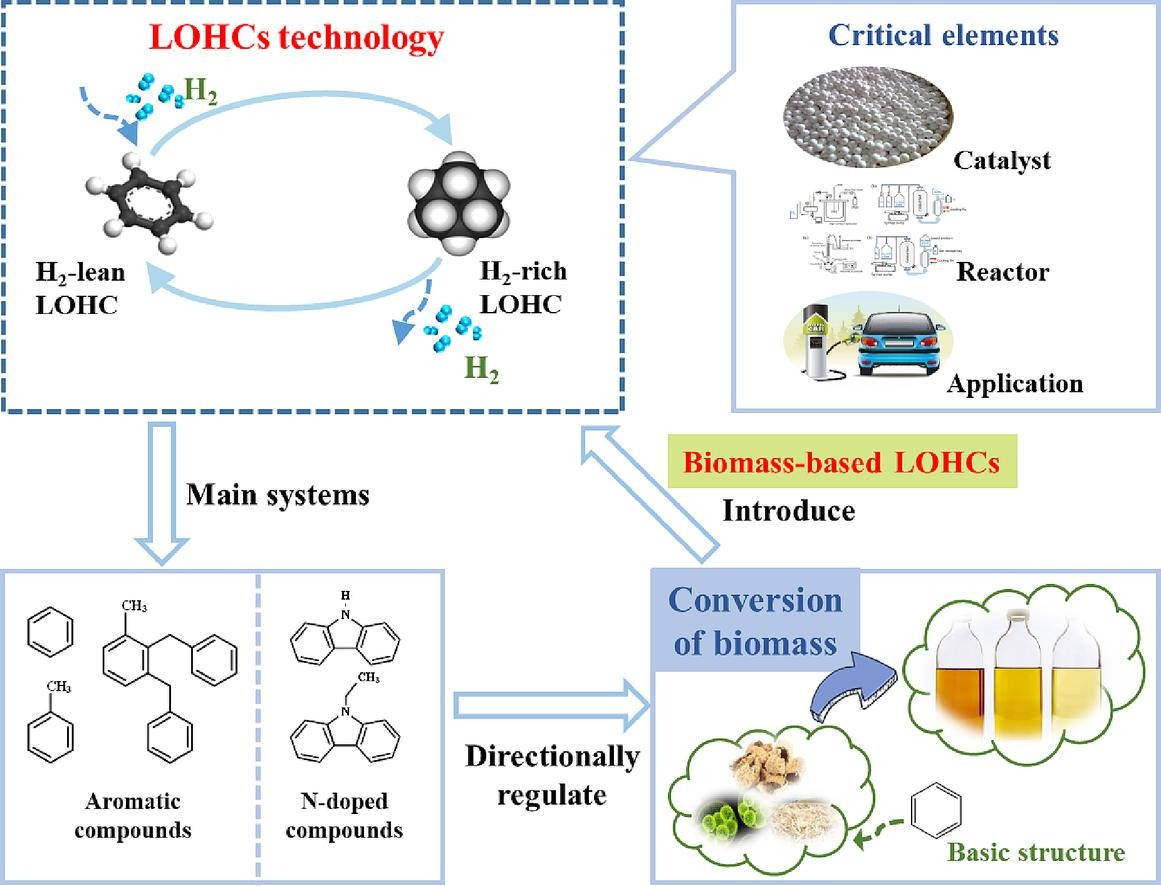 LOHCs technology
H₂
H₂-lean
LOHC
H₂-rich
LOHC
H₂
Critical elements
Catalyst
Reactor
Application
Main systems
Biomass-based LOHCs
Introduce
CH₃
CH₃
Aromatic
compounds
H
N
CH₃
N
N-doped
compounds
Directionally
regulate
Conversion
of biomass
Basic structure